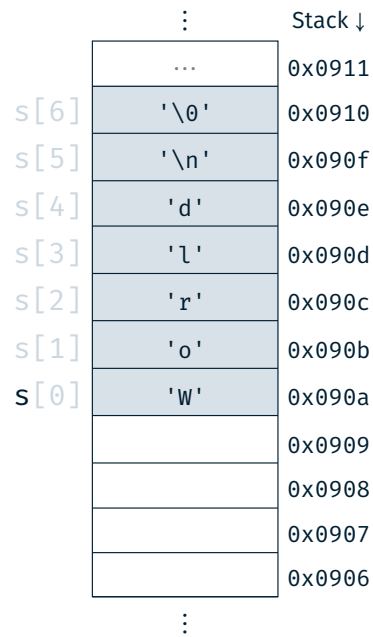 ⋮ Stack ↓
... 0x0911
s[6] '\0' 0x0910
s[5] '\n' 0x090f
s[4] 'd' 0x090e
s[3] 'l' 0x090d
s[2] 'r' 0x090c
s[1] 'o' 0x090b
s[0] 'W' 0x090a
0x0909
0x0908
0x0907
0x0906
⋮